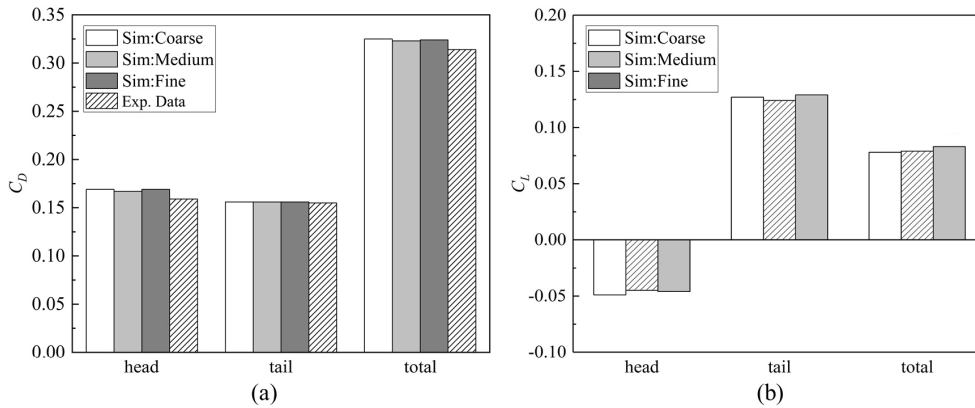 0.35
0.30
0.25
0.20
0.15
0.10
0.05
0.00
C_D
Sim:Coarse
Sim:Medium
Sim:Fine
Exp. Data
head
tail
total
(a)
0.20
0.15
0.10
0.05
0.00
-0.05
-0.10
C_L
Sim:Coarse
Sim:Medium
Sim:Fine
head
tail
total
(b)